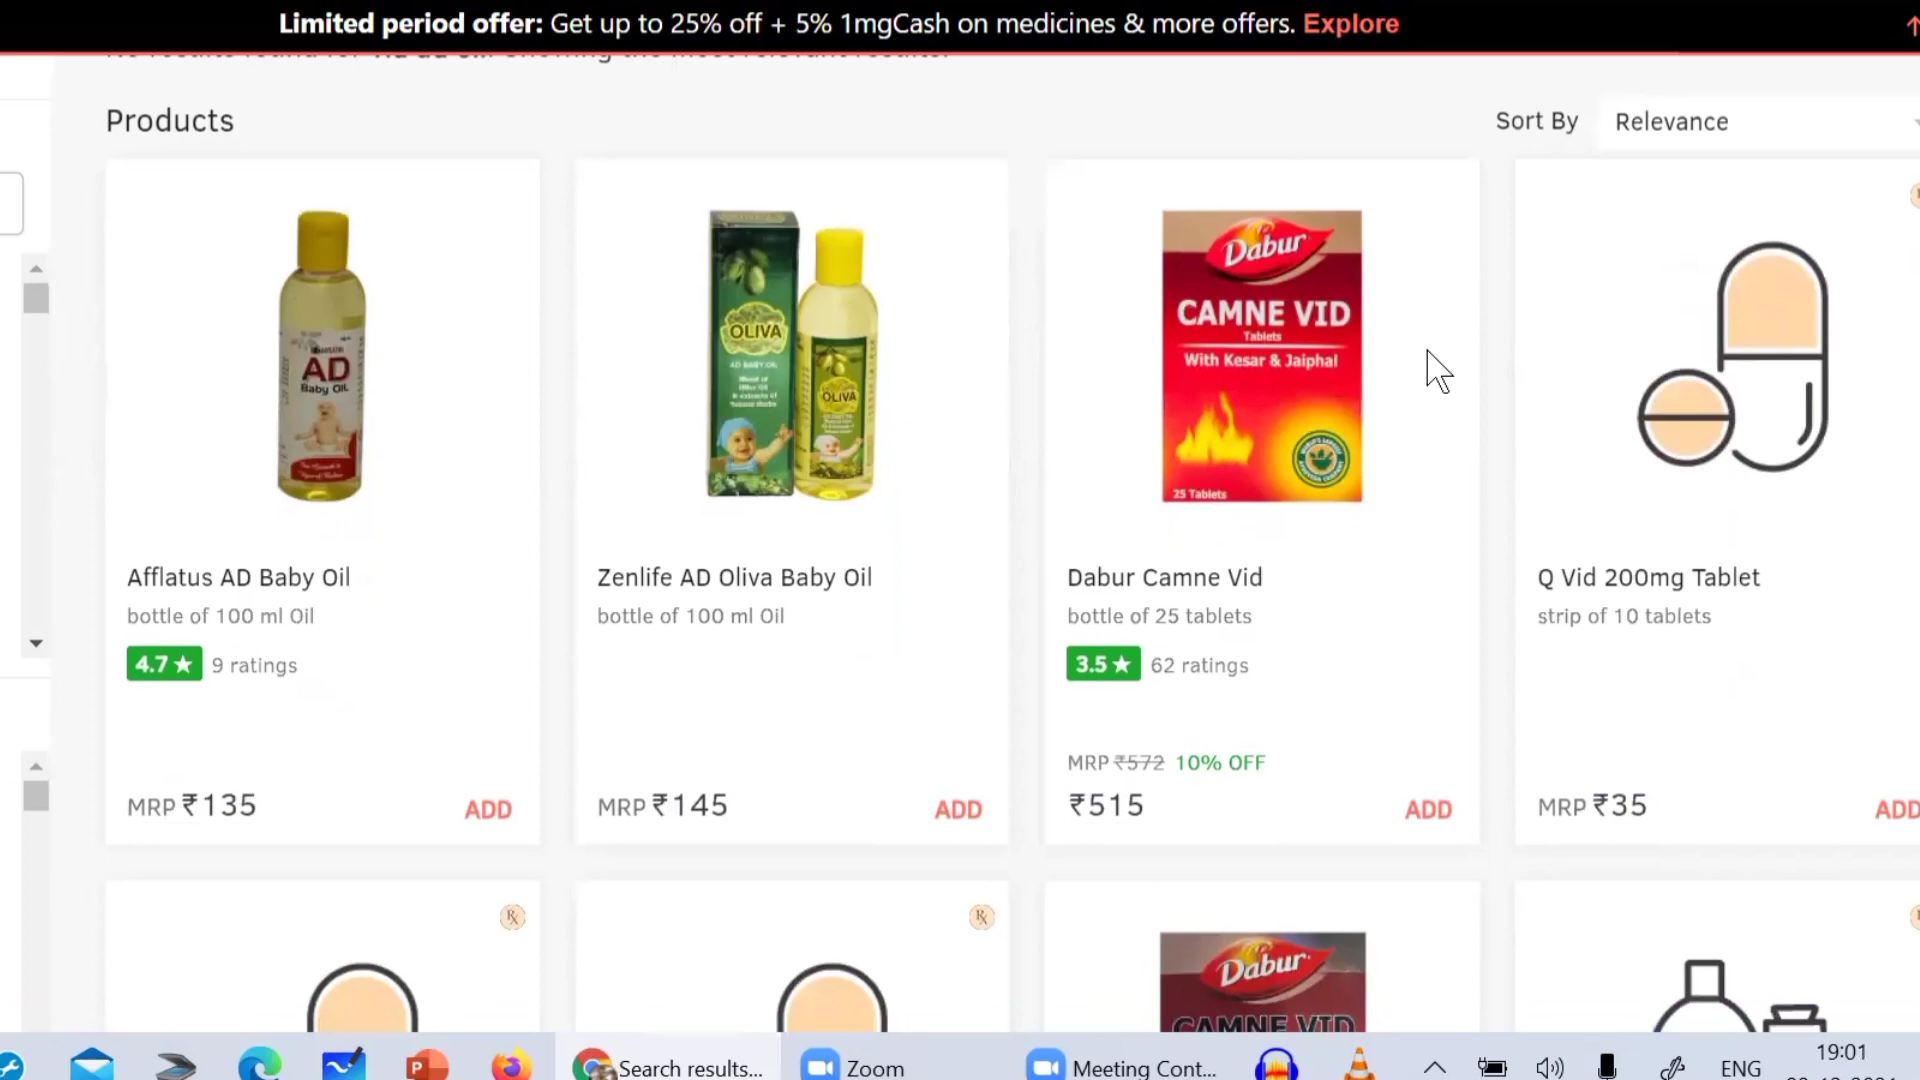 Limited period offer: Get up to 25% off + 5% 1mgCash on medicines & more offers. Explore
Products
Sort By Relevance
AD
Baby Oil
OLIVA
AD BABY OIL
OLIVA
Dabur
CAMNE VID
Tablets
With Kesar & Jaiphal
25 Tablets
Afflatus AD Baby Oil
bottle of 100 ml Oil
4.7★ 9 ratings
MRP ₹135
ADD
Zenlife AD Oliva Baby Oil
bottle of 100 ml Oil
MRP ₹145
ADD
Dabur Camne Vid
bottle of 25 tablets
3.5★ 62 ratings
MRP ₹572 10% OFF
₹515
ADD
Q Vid 200mg Tablet
strip of 10 tablets
MRP ₹35
ADD
Rx
Rx
Dabur
CAMNE VID
Search results...
Zoom
Meeting Cont...
ENG
19:01